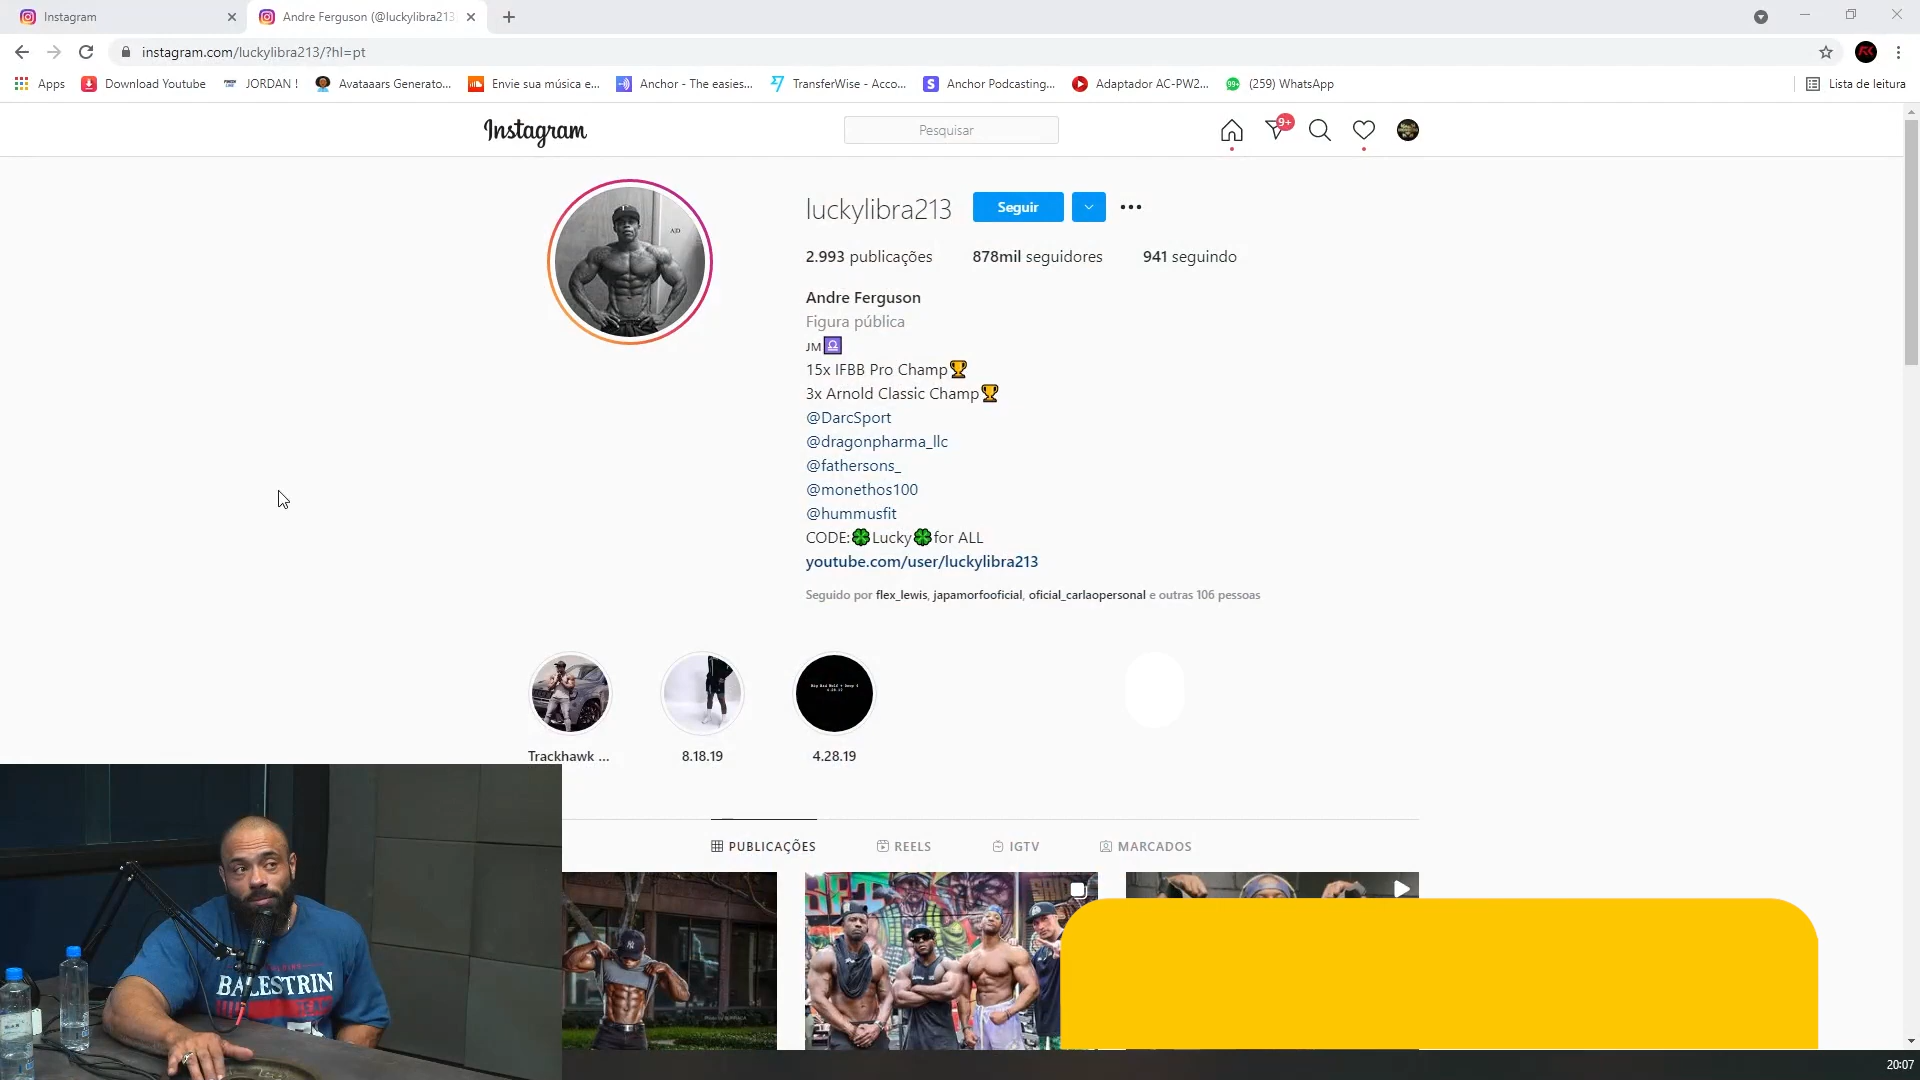 Instagram
Andre Ferguson (@luckylibra213
instagram.com/luckylibra213/?hl=pt
Apps
Download Youtube
JORDAN !
Avataaars Generato...
Envie sua música e...
Anchor - The easies...
TransferWise - Acco...
Anchor Podcasting...
Adaptador AC-PW2...
99+
(259) WhatsApp
Lista de leitura
Instagram
Pesquisar
9+
luckylibra213
Seguir
2.993 publicações
878mil seguidores
941 seguindo
Andre Ferguson
Figura pública
JM♎
15x IFBB Pro Champ🏆
3x Arnold Classic Champ🏆
@DarcSport
@dragonpharma_llc
@fathersons_
@monethos100
@hummusfit
CODE:🍀Lucky🍀for ALL
youtube.com/user/luckylibra213
Seguido por flex_lewis, japamorfooficial, oficial_carlaopersonal e outras 106 pessoas
Trackhawk ...
8.18.19
4.28.19
PUBLICAÇÕES
REELS
IGTV
MARCADOS
BALESTRIN
20:07